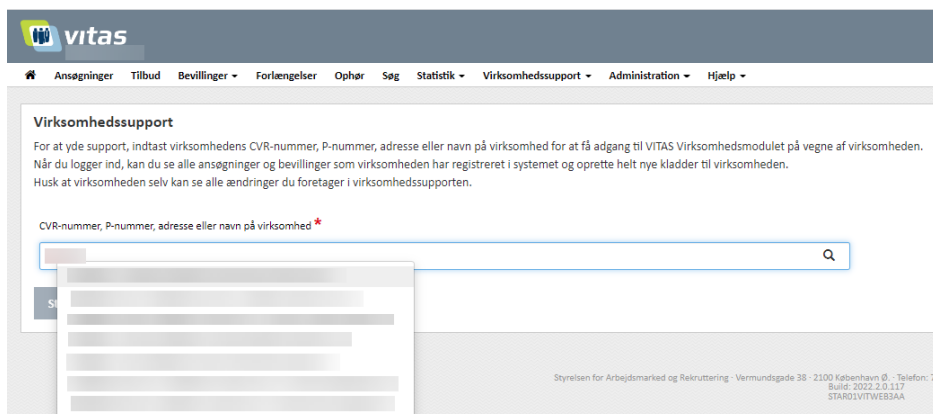 vitas
Ansøgninger Tilbud Bevillinger Forlængelser Ophør Søg Statistik Virksomhedssupport Administration Hjælp
Virksomhedssupport
For at yde support, indtast virksomhedens CVR-nummer, P-nummer, adresse eller navn på virksomhed for at få adgang til VITAS Virksomhedsmodulet på vegne af virksomheden.
Når du logger ind, kan du se alle ansøgninger og bevillinger som virksomheden har registreret i systemet og oprette helt nye kladder til virksomheden.
Husk at virksomheden selv kan se alle ændringer du foretager i virksomhedssupporten.
CVR-nummer, P-nummer, adresse eller navn på virksomhed *
Styrelsen for Arbejdsmarked og Rekruttering · Vermundsgade 38 · 2100 København Ø. · Telefon:
Build: 2022.2.0.117
STAR01VITWEB3AA